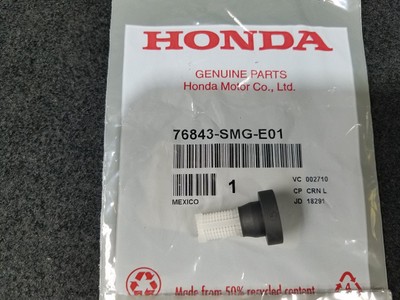 HONDA
GENUINE PARTS
Honda Motor Co., Ltd.
76843-SMG-E01
1
VC 002710
CP CRN L
JD 18291
MEXICO
Made from 50% recycled content